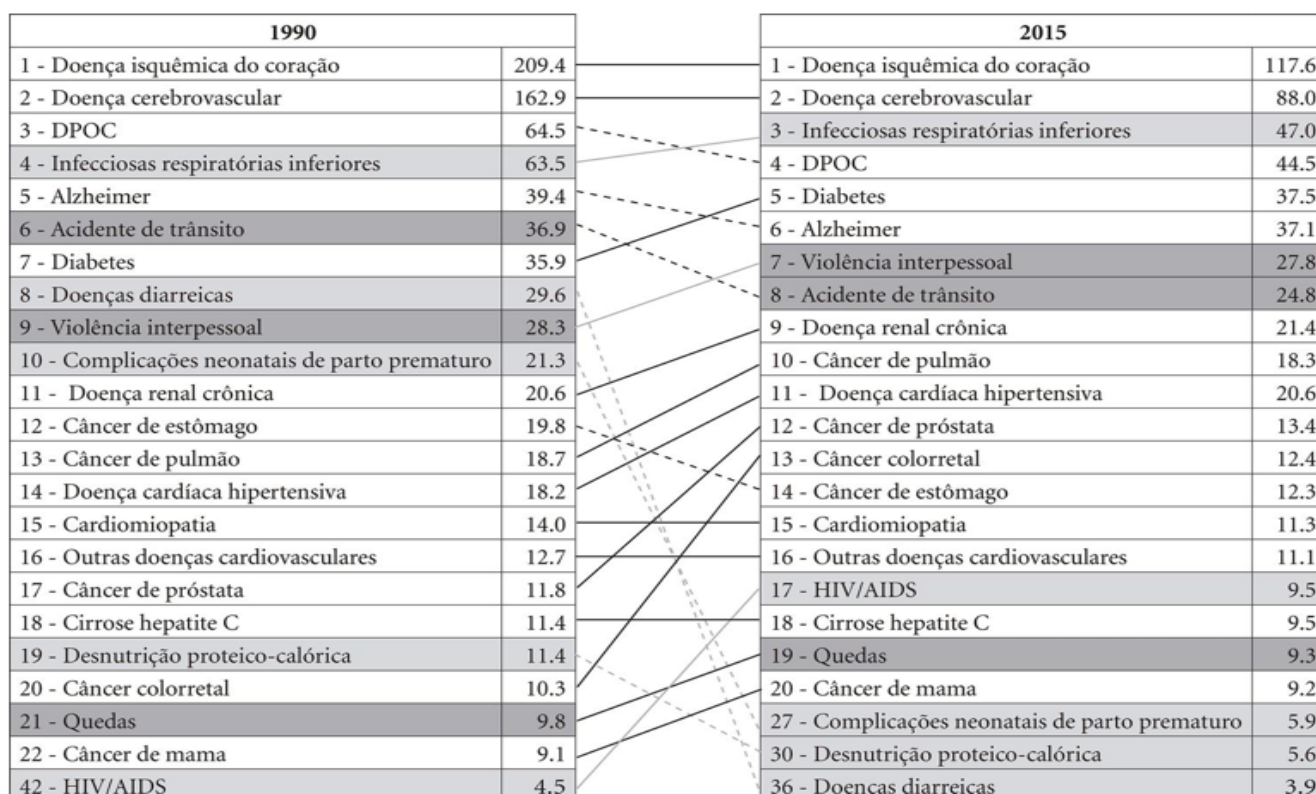 1990
1 - Doença isquêmica do coração 209.4
2 - Doença cerebrovascular 162.9
3 - DPOC 64.5
4 - Infecciosas respiratórias inferiores 63.5
5 - Alzheimer 39.4
6 - Acidente de trânsito 36.9
7 - Diabetes 35.9
8 - Doenças diarreicas 29.6
9 - Violência interpessoal 28.3
10 - Complicações neonatais de parto prematuro 21.3
11 - Doença renal crônica 20.6
12 - Câncer de estômago 19.8
13 - Câncer de pulmão 18.7
14 - Doença cardíaca hipertensiva 18.2
15 - Cardiomiopatia 14.0
16 - Outras doenças cardiovasculares 12.7
17 - Câncer de próstata 11.8
18 - Cirrose hepatite C 11.4
19 - Desnutrição proteico-calórica 11.4
20 - Câncer colorretal 10.3
21 - Quedas 9.8
22 - Câncer de mama 9.1
42 - HIV/AIDS 4.5
2015
1 - Doença isquêmica do coração 117.6
2 - Doença cerebrovascular 88.0
3 - Infecciosas respiratórias inferiores 47.0
4 - DPOC 44.5
5 - Diabetes 37.5
6 - Alzheimer 37.1
7 - Violência interpessoal 27.8
8 - Acidente de trânsito 24.8
9 - Doença renal crônica 21.4
10 - Câncer de pulmão 18.3
11 - Doença cardíaca hipertensiva 20.6
12 - Câncer de próstata 13.4
13 - Câncer colorretal 12.4
14 - Câncer de estômago 12.3
15 - Cardiomiopatia 11.3
16 - Outras doenças cardiovasculares 11.1
17 - HIV/AIDS 9.5
18 - Cirrose hepatite C 9.5
19 - Quedas 9.3
20 - Câncer de mama 9.2
27 - Complicações neonatais de parto prematuro 5.9
30 - Desnutrição proteico-calórica 5.6
36 - Doenças diarreicas 3.9